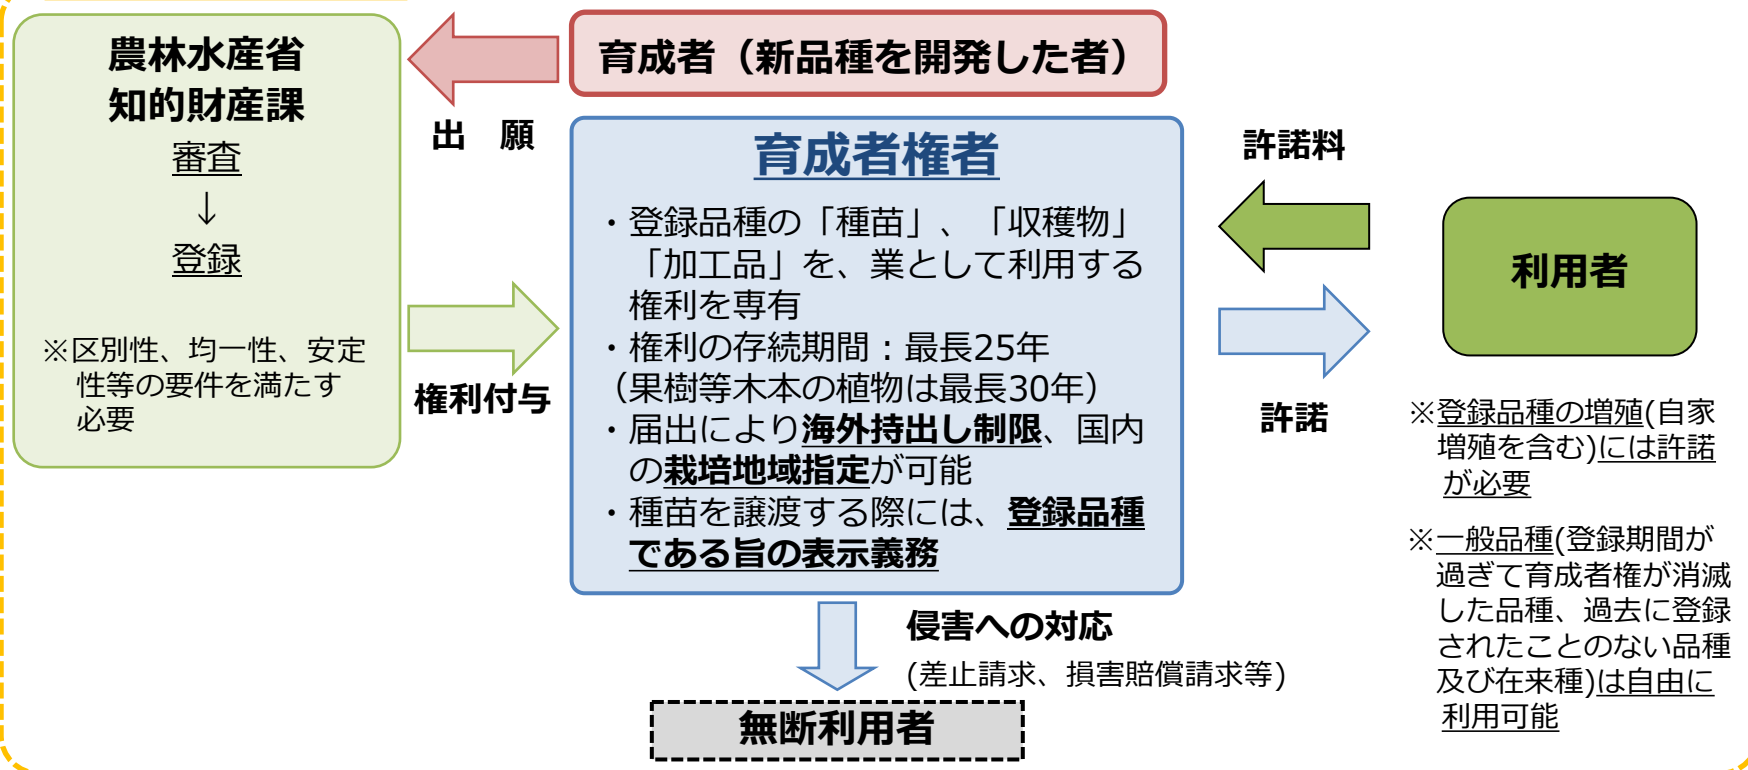 農林水産省
知的財産課
審査
↓
登録
※区別性、均一性、安定
性等の要件を満たす
必要
出　願
権利付与
育成者（新品種を開発した者）
育成者権者
・登録品種の「種苗」、「収穫物」
「加工品」を、業として利用する
権利を専有
・権利の存続期間：最長25年
（果樹等木本の植物は最長30年）
・届出により海外持出し制限、国内
の栽培地域指定が可能
・種苗を譲渡する際には、登録品種
である旨の表示義務
侵害への対応
(差止請求、損害賠償請求等)
無断利用者
許諾料
許諾
利用者
※登録品種の増殖(自家
増殖を含む)には許諾
が必要
※一般品種(登録期間が
過ぎて育成者権が消滅
した品種、過去に登録
されたことのない品種
及び在来種)は自由に
利用可能